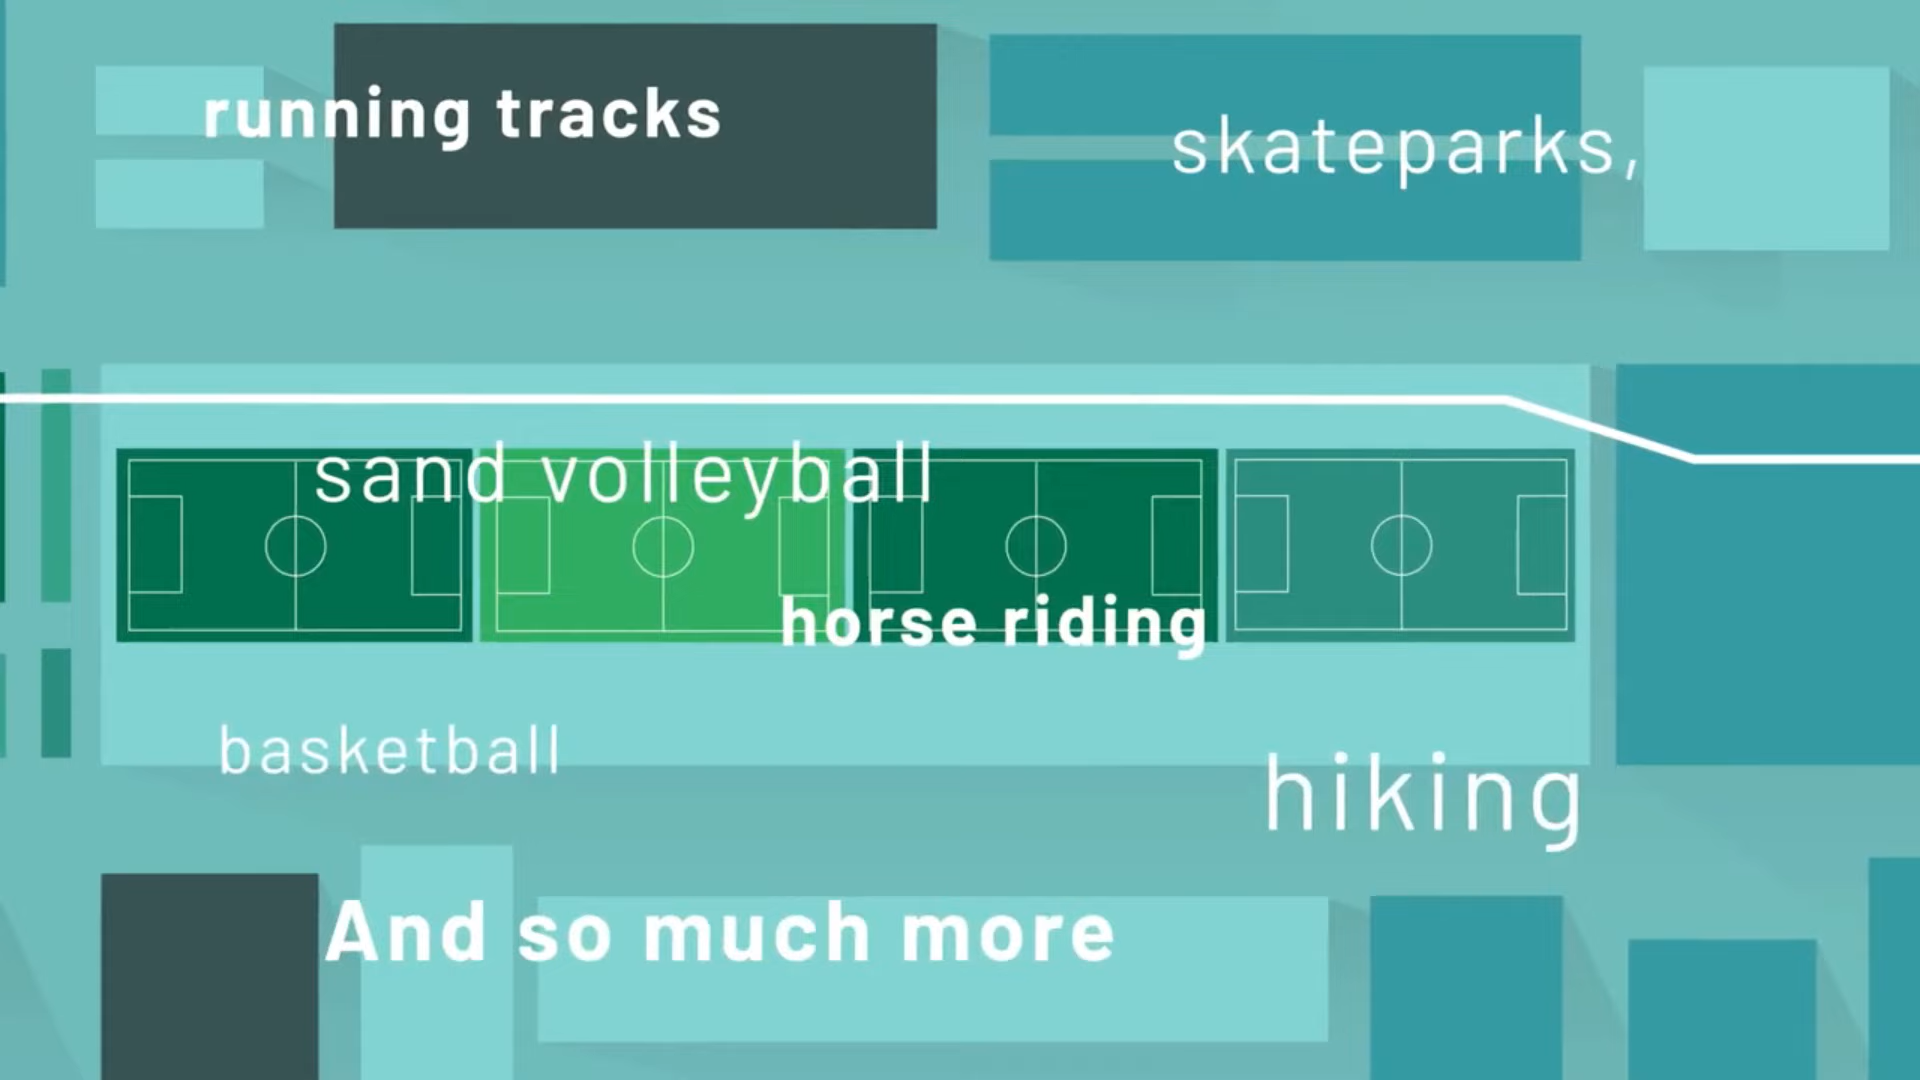 running tracks
skateparks,
sand volleyball
horse riding
basketball
hiking
And so much more